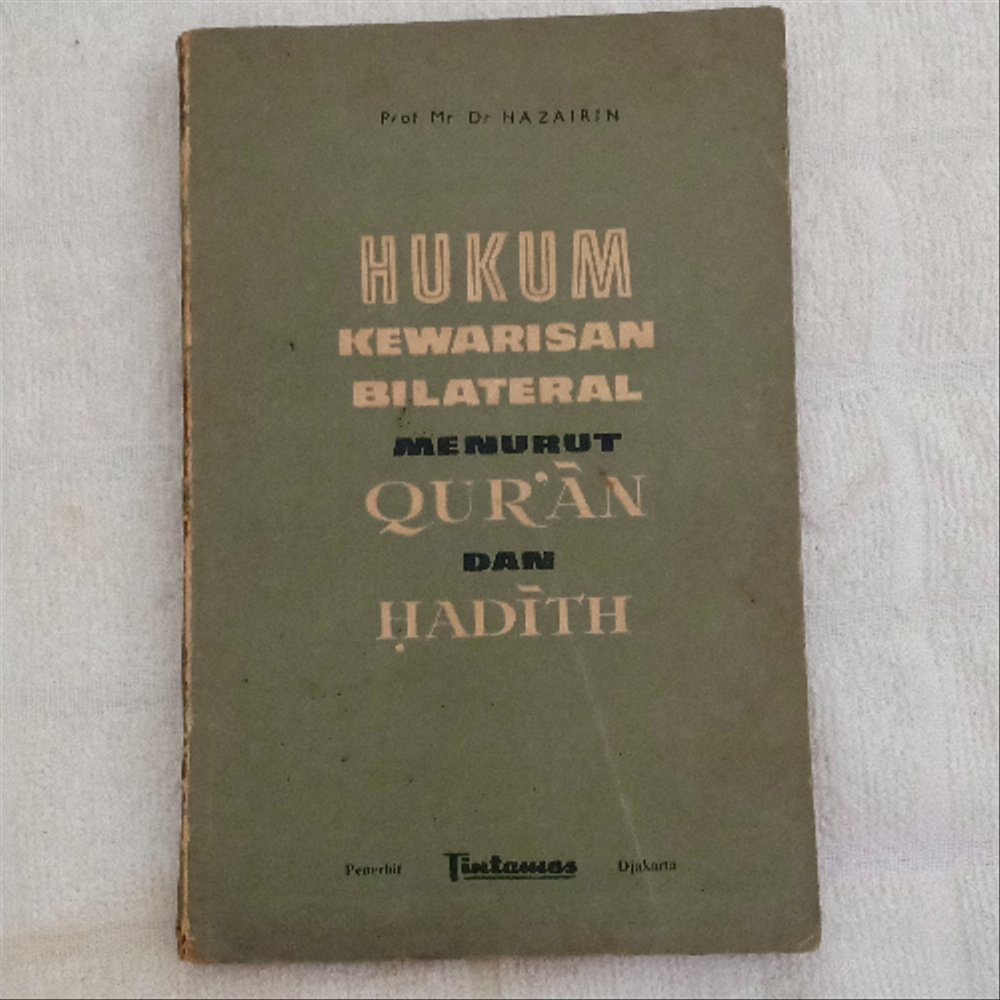 Prof Mr Dr HAZAIRIN
HUKUM
KEWARISAN
BILATERAL
MENURUT
QUR'ĀN
DAN
ḤADĪTH
Penerbit Tintamas Djakarta